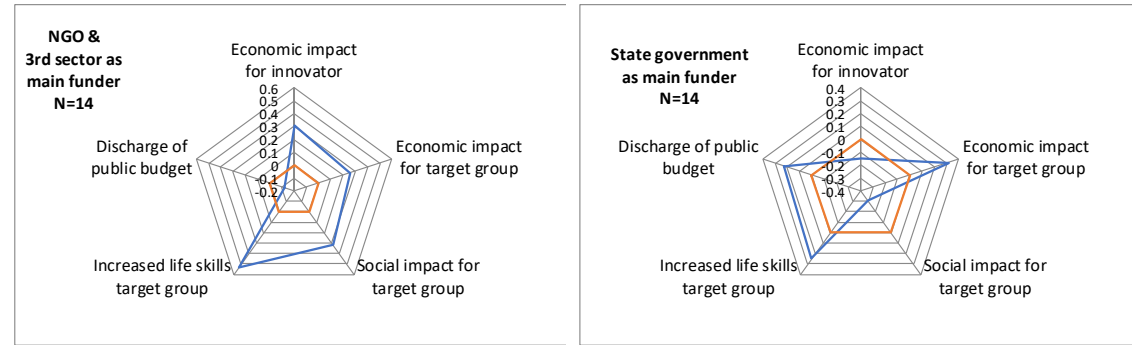 NGO &
3rd sector as
main funder
N=14
Economic impact
for innovator
0.6
0.5
0.4
0.3
0.2
0.1
0
-0.1
-0.2
Economic impact
for target group
Social impact for
target group
Increased life skills
target group
Discharge of
public budget
State government
as main funder
N=14
Economic impact
for innovator
0.4
0.3
0.2
0.1
0
-0.1
-0.2
-0.3
-0.4
Economic impact
for target group
Social impact for
target group
Increased life skills
target group
Discharge of public
budget